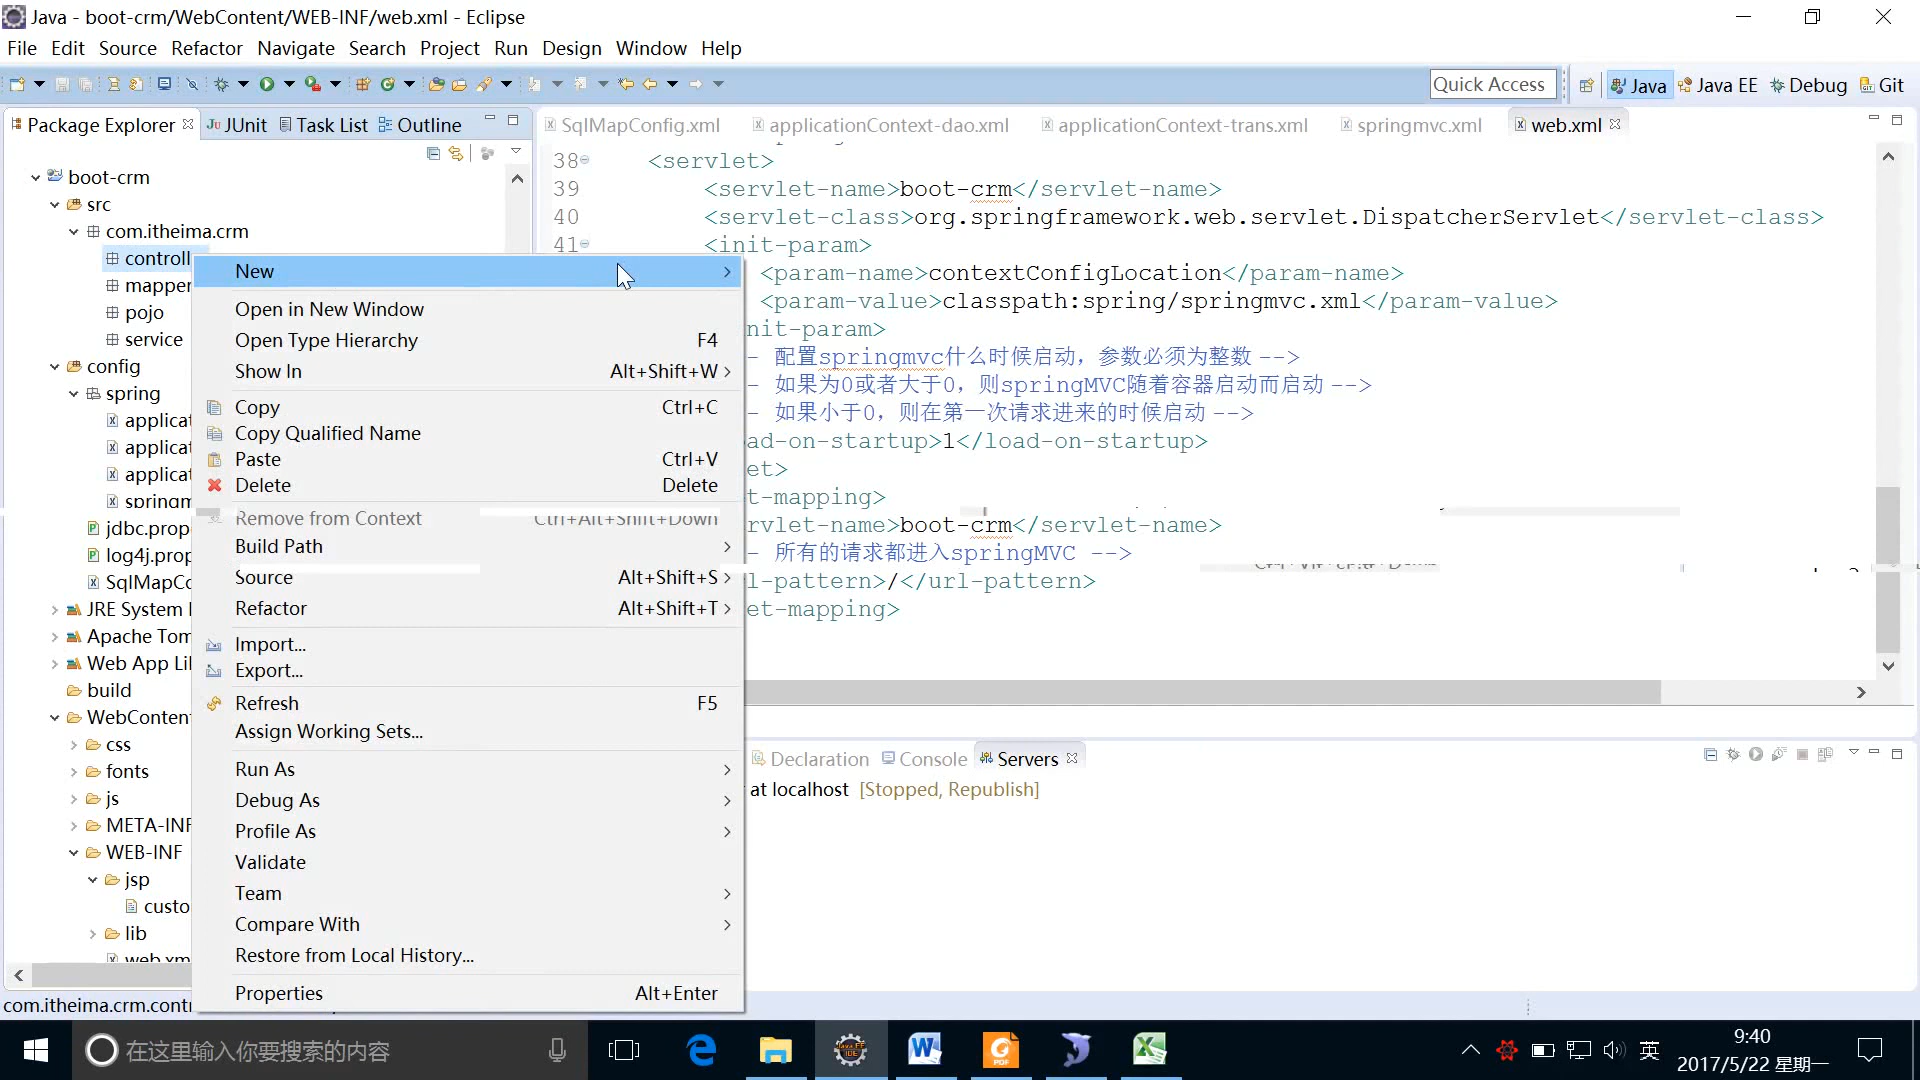 Java - boot-crm/WebContent/WEB-INF/web.xml - Eclipse
File Edit Source Refactor Navigate Search Project Run Design Window Help
Quick Access Java Java EE Debug Git
Package Explorer JUnit Task List Outline
SqlMapConfig.xml applicationContext-dao.xml applicationContext-trans.xml springmvc.xml web.xml
boot-crm
src
com.itheima.crm
controll
mapper
pojo
service
config
spring
applicat
applicat
applicat
springm
jdbc.prop
log4j.prop
SqlMapCo
JRE System
Apache Tom
Web App Li
build
WebContent
css
fonts
js
META-INF
WEB-INF
jsp
custo
lib
web.xm
New
Open in New Window
Open Type Hierarchy F4
Show In Alt+Shift+W
Copy Ctrl+C
Copy Qualified Name
Paste Ctrl+V
Delete Delete
Remove from Context Ctrl+Alt+Shift+Down
Build Path
Source Alt+Shift+S
Refactor Alt+Shift+T
Import...
Export...
Refresh F5
Assign Working Sets...
Run As
Debug As
Profile As
Validate
Team
Compare With
Restore from Local History...
Properties Alt+Enter
38 <servlet>
39 <servlet-name>boot-crm</servlet-name>
40 <servlet-class>org.springframework.web.servlet.DispatcherServlet</servlet-class>
41 <init-param>
<param-name>contextConfigLocation</param-name>
<param-value>classpath:spring/springmvc.xml</param-value>
nit-param>
- 配置springmvc什么时候启动，参数必须为整数 -->
- 如果为0或者大于0，则springMVC随着容器启动而启动 -->
- 如果小于0，则在第一次请求进来的时候启动 -->
ad-on-startup>1</load-on-startup>
et>
t-mapping>
rvlet-name>boot-crm</servlet-name>
- 所有的请求都进入springMVC -->
l-pattern>/</url-pattern>
et-mapping>
Declaration Console Servers
at localhost [Stopped, Republish]
com.itheima.crm.contr
在这里输入你要搜索的内容
英
9:40
2017/5/22 星期一